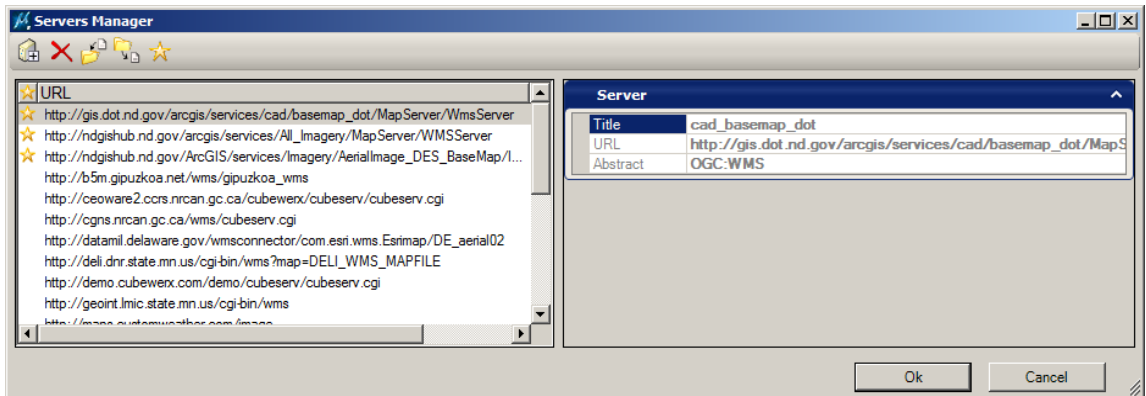 Servers Manager
URL
http://gis.dot.nd.gov/arcgis/services/cad/basemap_dot/MapServer/WmsServer
http://ndgishub.nd.gov/arcgis/services/All_Imagery/MapServer/WMSServer
http://ndgishub.nd.gov/ArcGIS/services/Imagery/AerialImage_DES_BaseMap/I...
http://b5m.gipuzkoa.net/wms/gipuzkoa_wms
http://ceoware2.ccrs.nrcan.gc.ca/cubewerx/cubeserv/cubeserv.cgi
http://cgns.nrcan.gc.ca/wms/cubeserv.cgi
http://datamil.delaware.gov/wmsconnector/com.esri.wms.Esrimap/DE_aerial02
http://deli.dnr.state.mn.us/cgi-bin/wms?map=DELI_WMS_MAPFILE
http://demo.cubewerx.com/demo/cubeserv/cubeserv.cgi
http://geoint.lmic.state.mn.us/cgi-bin/wms
http://maps.customweather.com/image
Server
Title cad_basemap_dot
URL http://gis.dot.nd.gov/arcgis/services/cad/basemap_dot/MapS
Abstract OGC:WMS
Ok Cancel